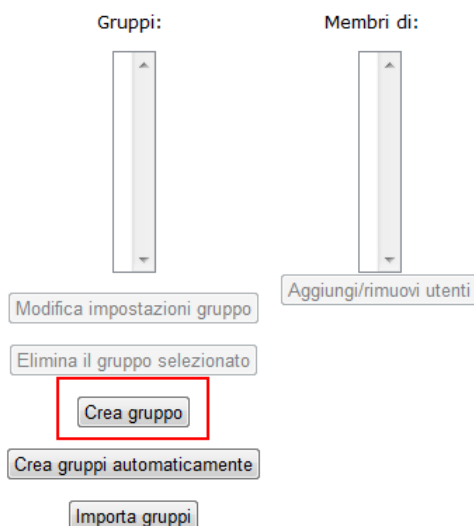 Gruppi:
Membri di:
Modifica impostazioni gruppo
Aggiungi/rimuovi utenti
Elimina il gruppo selezionato
Crea gruppo
Crea gruppi automaticamente
Importa gruppi